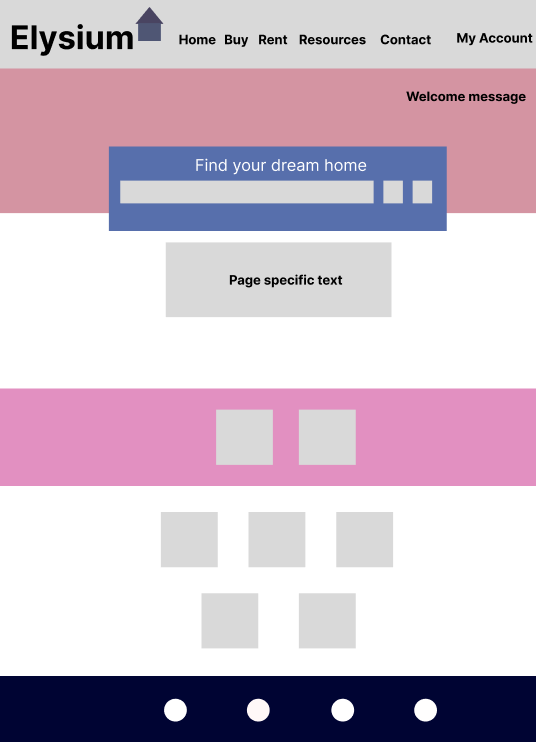 Elysium
Home Buy Rent Resources Contact My Account
Welcome message
Find your dream home
Page specific text